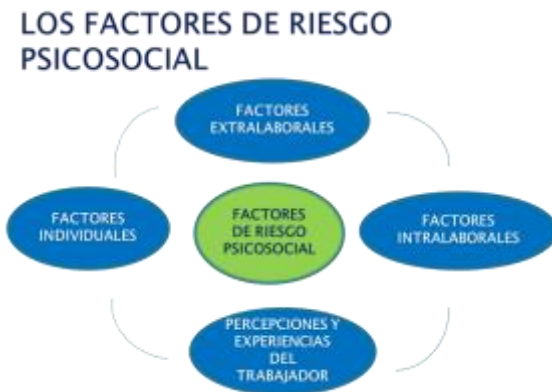 LOS FACTORES DE RIESGO
PSICOSOCIAL
FACTORES
EXTRALABORALES
FACTORES
INDIVIDUALES
FACTORES
DE RIESGO
PSICOSOCIAL
FACTORES
INTRALABORALES
PERCEPCIONES Y
EXPERIENCIAS
DEL
TRABAJADOR